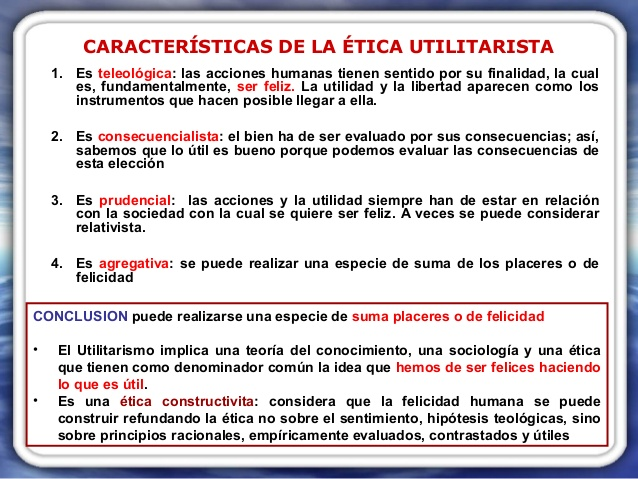 CARACTERÍSTICAS DE LA ÉTICA UTILITARISTA
1. Es teleológica: las acciones humanas tienen sentido por su finalidad, la cual
es, fundamentalmente, ser feliz. La utilidad y la libertad aparecen como los
instrumentos que hacen posible llegar a ella.
2. Es consecuencialista: el bien ha de ser evaluado por sus consecuencias; así,
sabemos que lo útil es bueno porque podemos evaluar las consecuencias de
esta elección
3. Es prudencial: las acciones y la utilidad siempre han de estar en relación
con la sociedad con la cual se quiere ser feliz. A veces se puede considerar
relativista.
4. Es agregativa: se puede realizar una especie de suma de los placeres o de
felicidad
CONCLUSION puede realizarse una especie de suma placeres o de felicidad
• El Utilitarismo implica una teoría del conocimiento, una sociología y una ética
que tienen como denominador común la idea que hemos de ser felices haciendo
lo que es útil.
• Es una ética constructivita: considera que la felicidad humana se puede
construir refundando la ética no sobre el sentimiento, hipótesis teológicas, sino
sobre principios racionales, empíricamente evaluados, contrastados y útiles